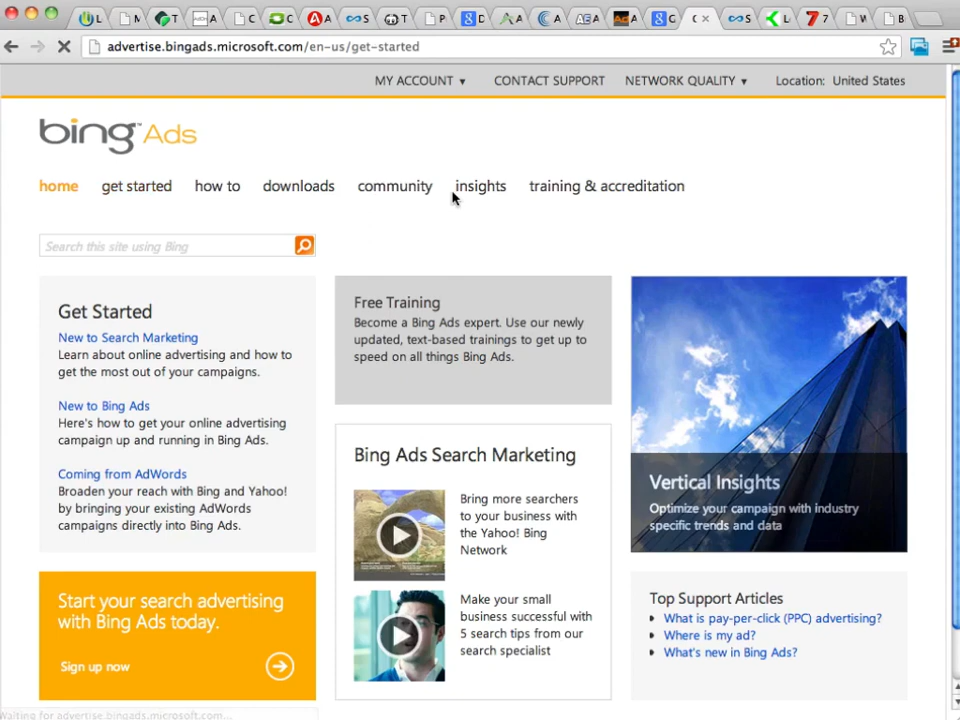 advertise.bingads.microsoft.com/en-us/get-started
MY ACCOUNT ▼ CONTACT SUPPORT NETWORK QUALITY ▼ Location: United States
bing™ Ads
home get started how to downloads community insights training & accreditation
Search this site using Bing
Get Started
New to Search Marketing
Learn about online advertising and how to
get the most out of your campaigns.
New to Bing Ads
Here's how to get your online advertising
campaign up and running in Bing Ads.
Coming from AdWords
Broaden your reach with Bing and Yahoo!
by bringing your existing AdWords
campaigns directly into Bing Ads.
Start your search advertising
with Bing Ads today.
Sign up now
Free Training
Become a Bing Ads expert. Use our newly
updated, text-based trainings to get up to
speed on all things Bing Ads.
Bing Ads Search Marketing
Bring more searchers
to your business with
the Yahoo! Bing
Network
Make your small
business successful with
5 search tips from our
search specialist
Vertical Insights
Optimize your campaign with industry
specific trends and data
Top Support Articles
What is pay-per-click (PPC) advertising?
Where is my ad?
What's new in Bing Ads?
Waiting for advertise.bingads.microsoft.com...